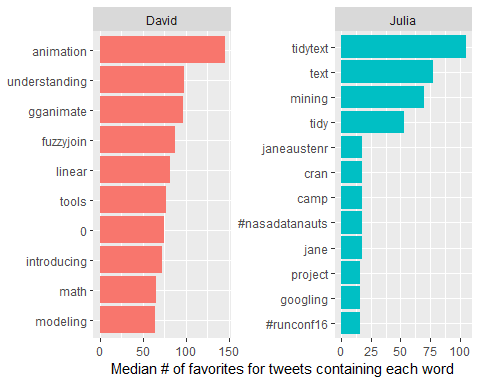 David
animation
understanding
gganimate
fuzzyjoin
linear
tools
0
introducing
math
modeling
0 50 100 150
Julia
tidytext
text
mining
tidy
janeaustenr
cran
camp
#nasadatanauts
jane
project
googling
#runconf16
0 25 50 75 100
Median # of favorites for tweets containing each word